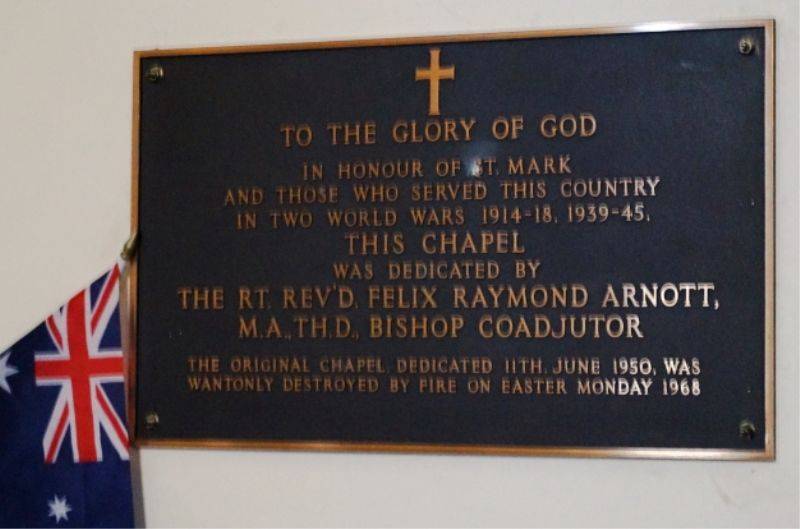 TO THE GLORY OF GOD
IN HONOUR OF ST. MARK
AND THOSE WHO SERVED THIS COUNTRY
IN TWO WORLD WARS 1914-18, 1939-45,
THIS CHAPEL
WAS DEDICATED BY
THE RT. REV'D. FELIX RAYMOND ARNOTT,
M.A., TH.D., BISHOP COADJUTOR
THE ORIGINAL CHAPEL, DEDICATED 11TH. JUNE 1950, WAS
WANTONLY DESTROYED BY FIRE ON EASTER MONDAY 1968